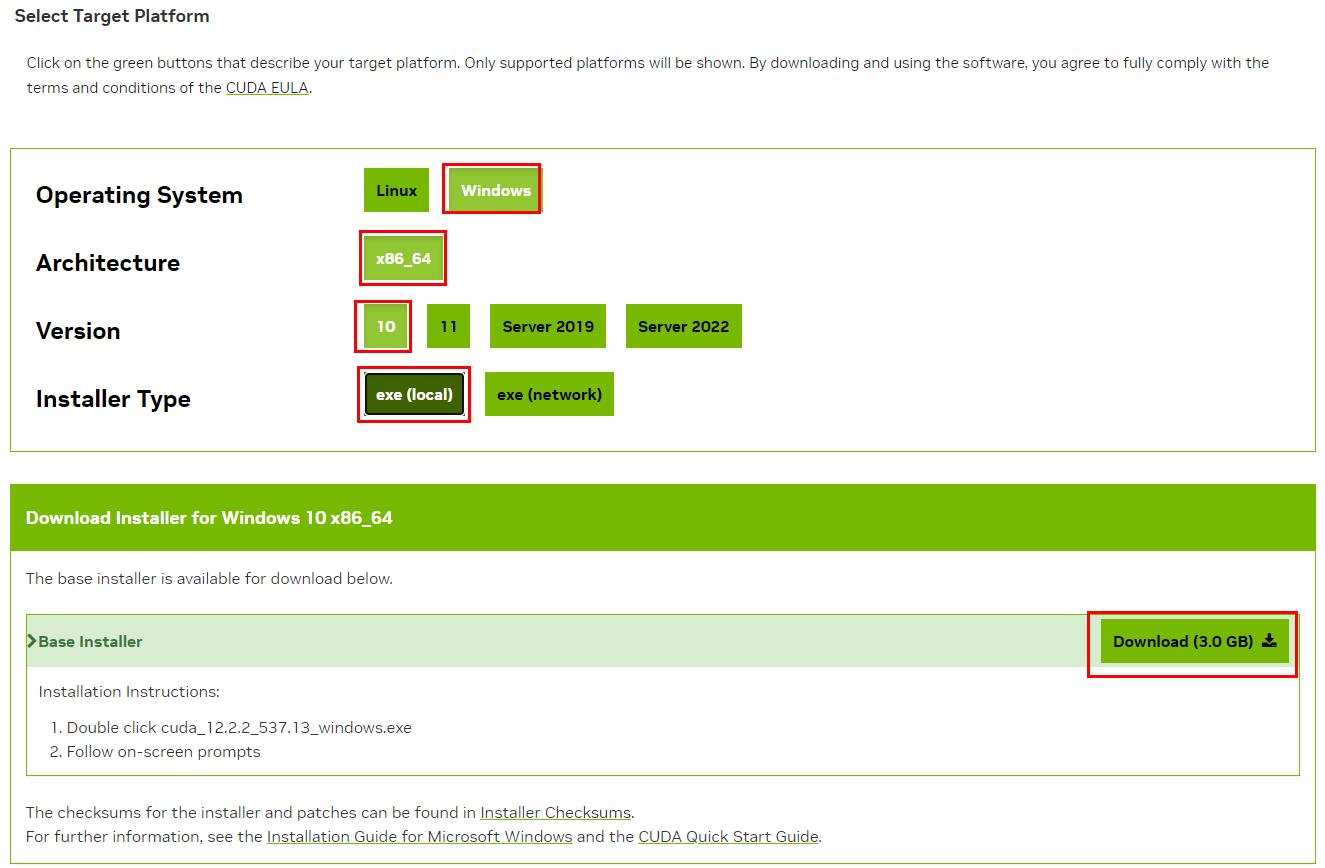 Select Target Platform
Click on the green buttons that describe your target platform. Only supported platforms will be shown. By downloading and using the software, you agree to fully comply with the
terms and conditions of the CUDA EULA.
Operating System Linux Windows
Architecture x86_64
Version 10 11 Server 2019 Server 2022
Installer Type exe (local) exe (network)
Download Installer for Windows 10 x86_64
The base installer is available for download below.
Base Installer Download (3.0 GB)
Installation Instructions:
1. Double click cuda_12.2.2_537.13_windows.exe
2. Follow on-screen prompts
The checksums for the installer and patches can be found in Installer Checksums.
For further information, see the Installation Guide for Microsoft Windows and the CUDA Quick Start Guide.